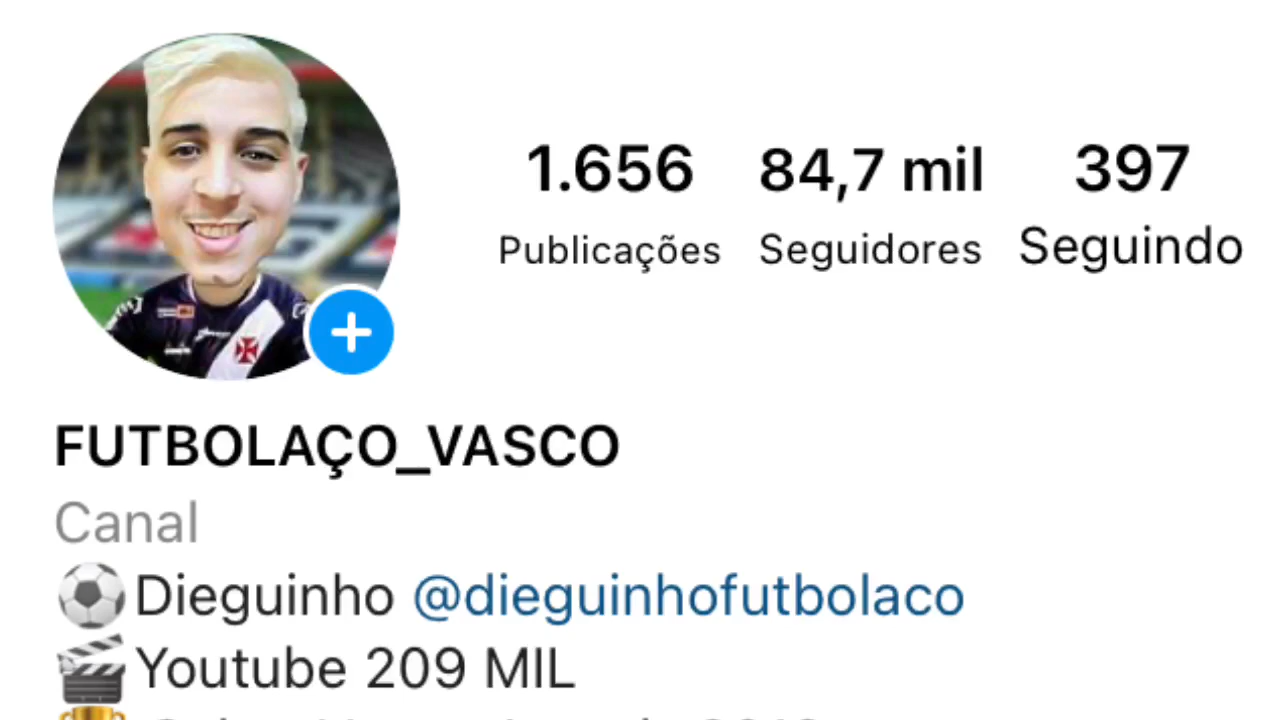 1.656 84,7 mil 397
Publicações Seguidores Seguindo
FUTBOLAÇO_VASCO
Canal
Dieguinho @dieguinhofutbolaco
Youtube 209 MIL